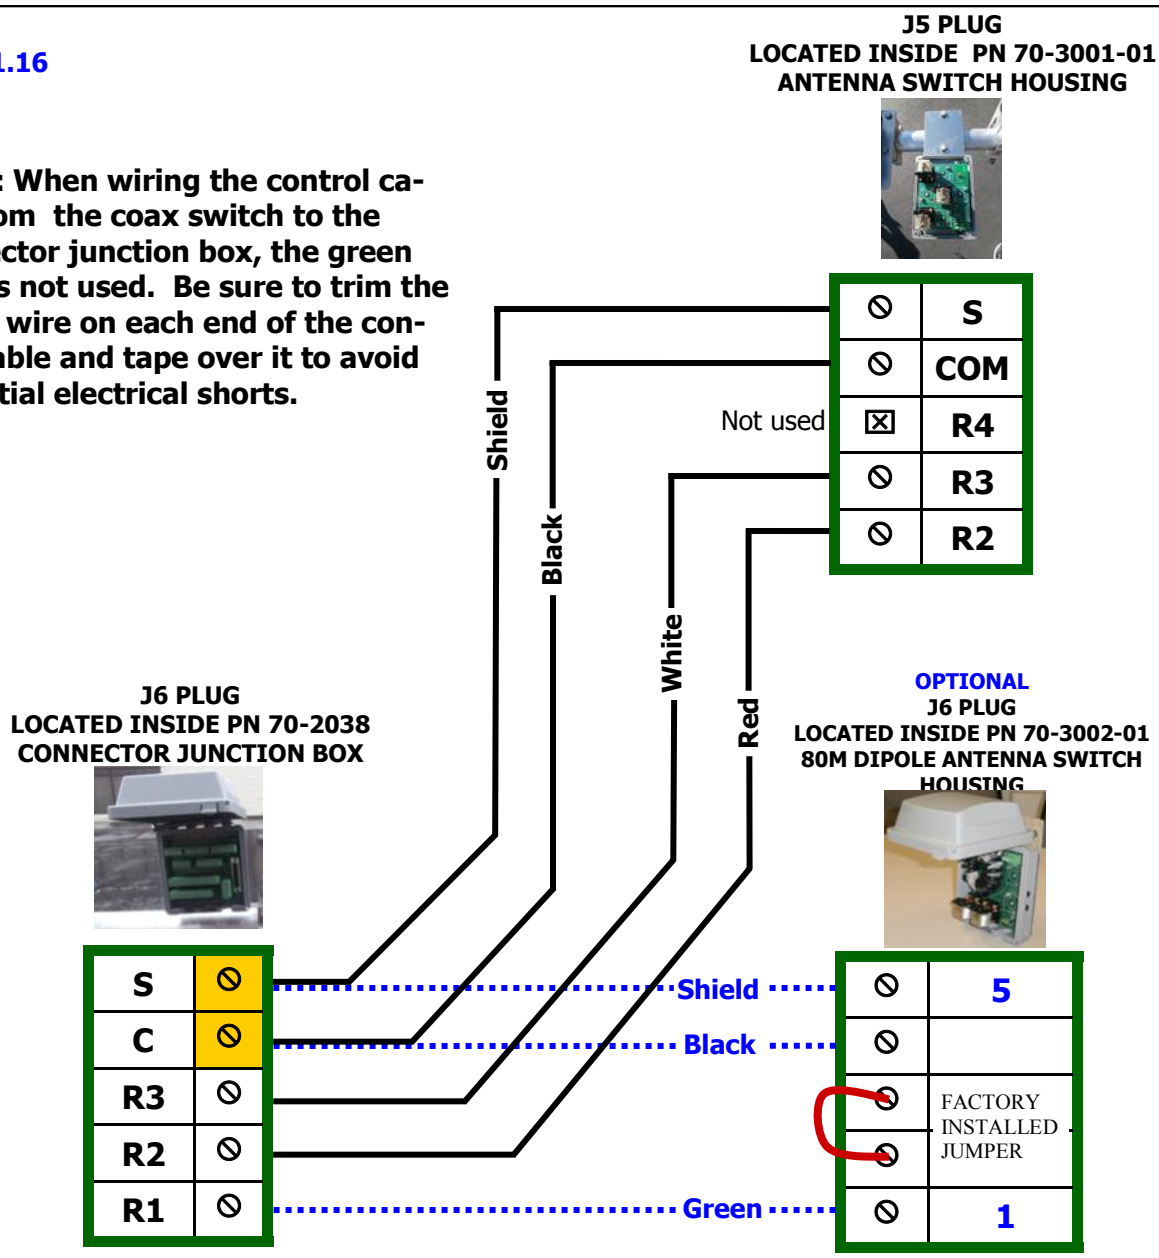 J5 PLUG
LOCATED INSIDE PN 70-3001-01
ANTENNA SWITCH HOUSING
1.16
: When wiring the control ca-
om the coax switch to the
ector junction box, the green
s not used. Be sure to trim the
wire on each end of the con-
able and tape over it to avoid
tial electrical shorts.
S
COM
Not used
R4
R3
R2
Shield
Black
White
Red
J6 PLUG
LOCATED INSIDE PN 70-2038
CONNECTOR JUNCTION BOX
OPTIONAL
J6 PLUG
LOCATED INSIDE PN 70-3002-01
80M DIPOLE ANTENNA SWITCH
HOUSING
S
C
R3
R2
R1
Shield
Black
Green
5
FACTORY
INSTALLED
JUMPER
1